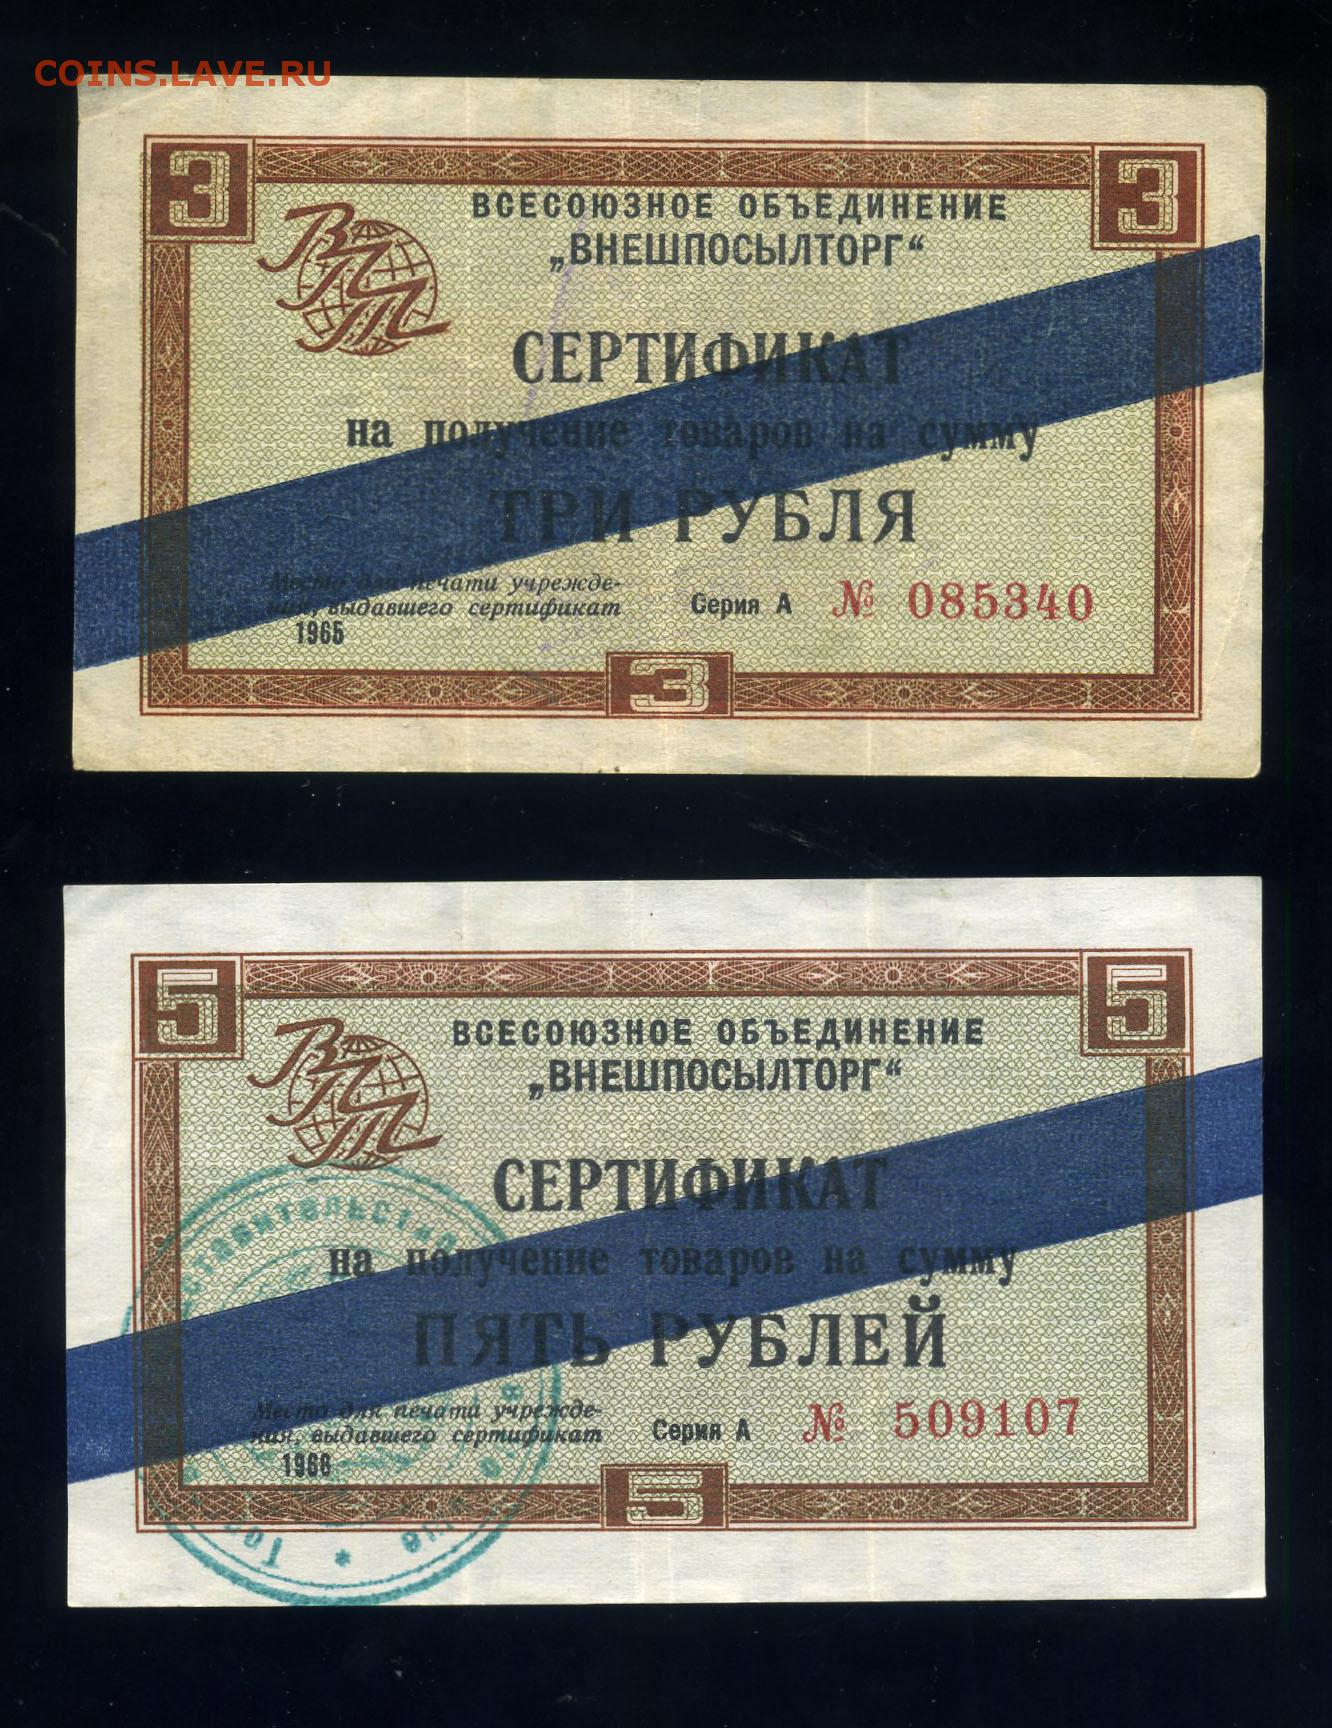 COINS.LAVE.RU
3
3
ВПТ
ВСЕСОЮЗНОЕ ОБЪЕДИНЕНИЕ
„ВНЕШПОСЫЛТОРГ“
СЕРТИФИКАТ
на получение товаров на сумму
ТРИ РУБЛЯ
Место для печати учрежде-
ния, выдавшего сертификат
Серия А № 085340
1965
3
5
5
ВПТ
ВСЕСОЮЗНОЕ ОБЪЕДИНЕНИЕ
„ВНЕШПОСЫЛТОРГ“
СЕРТИФИКАТ
на получение товаров на сумму
ПЯТЬ РУБЛЕЙ
Место для печати учрежде-
ния, выдавшего сертификат
Серия А № 509107
1966
5